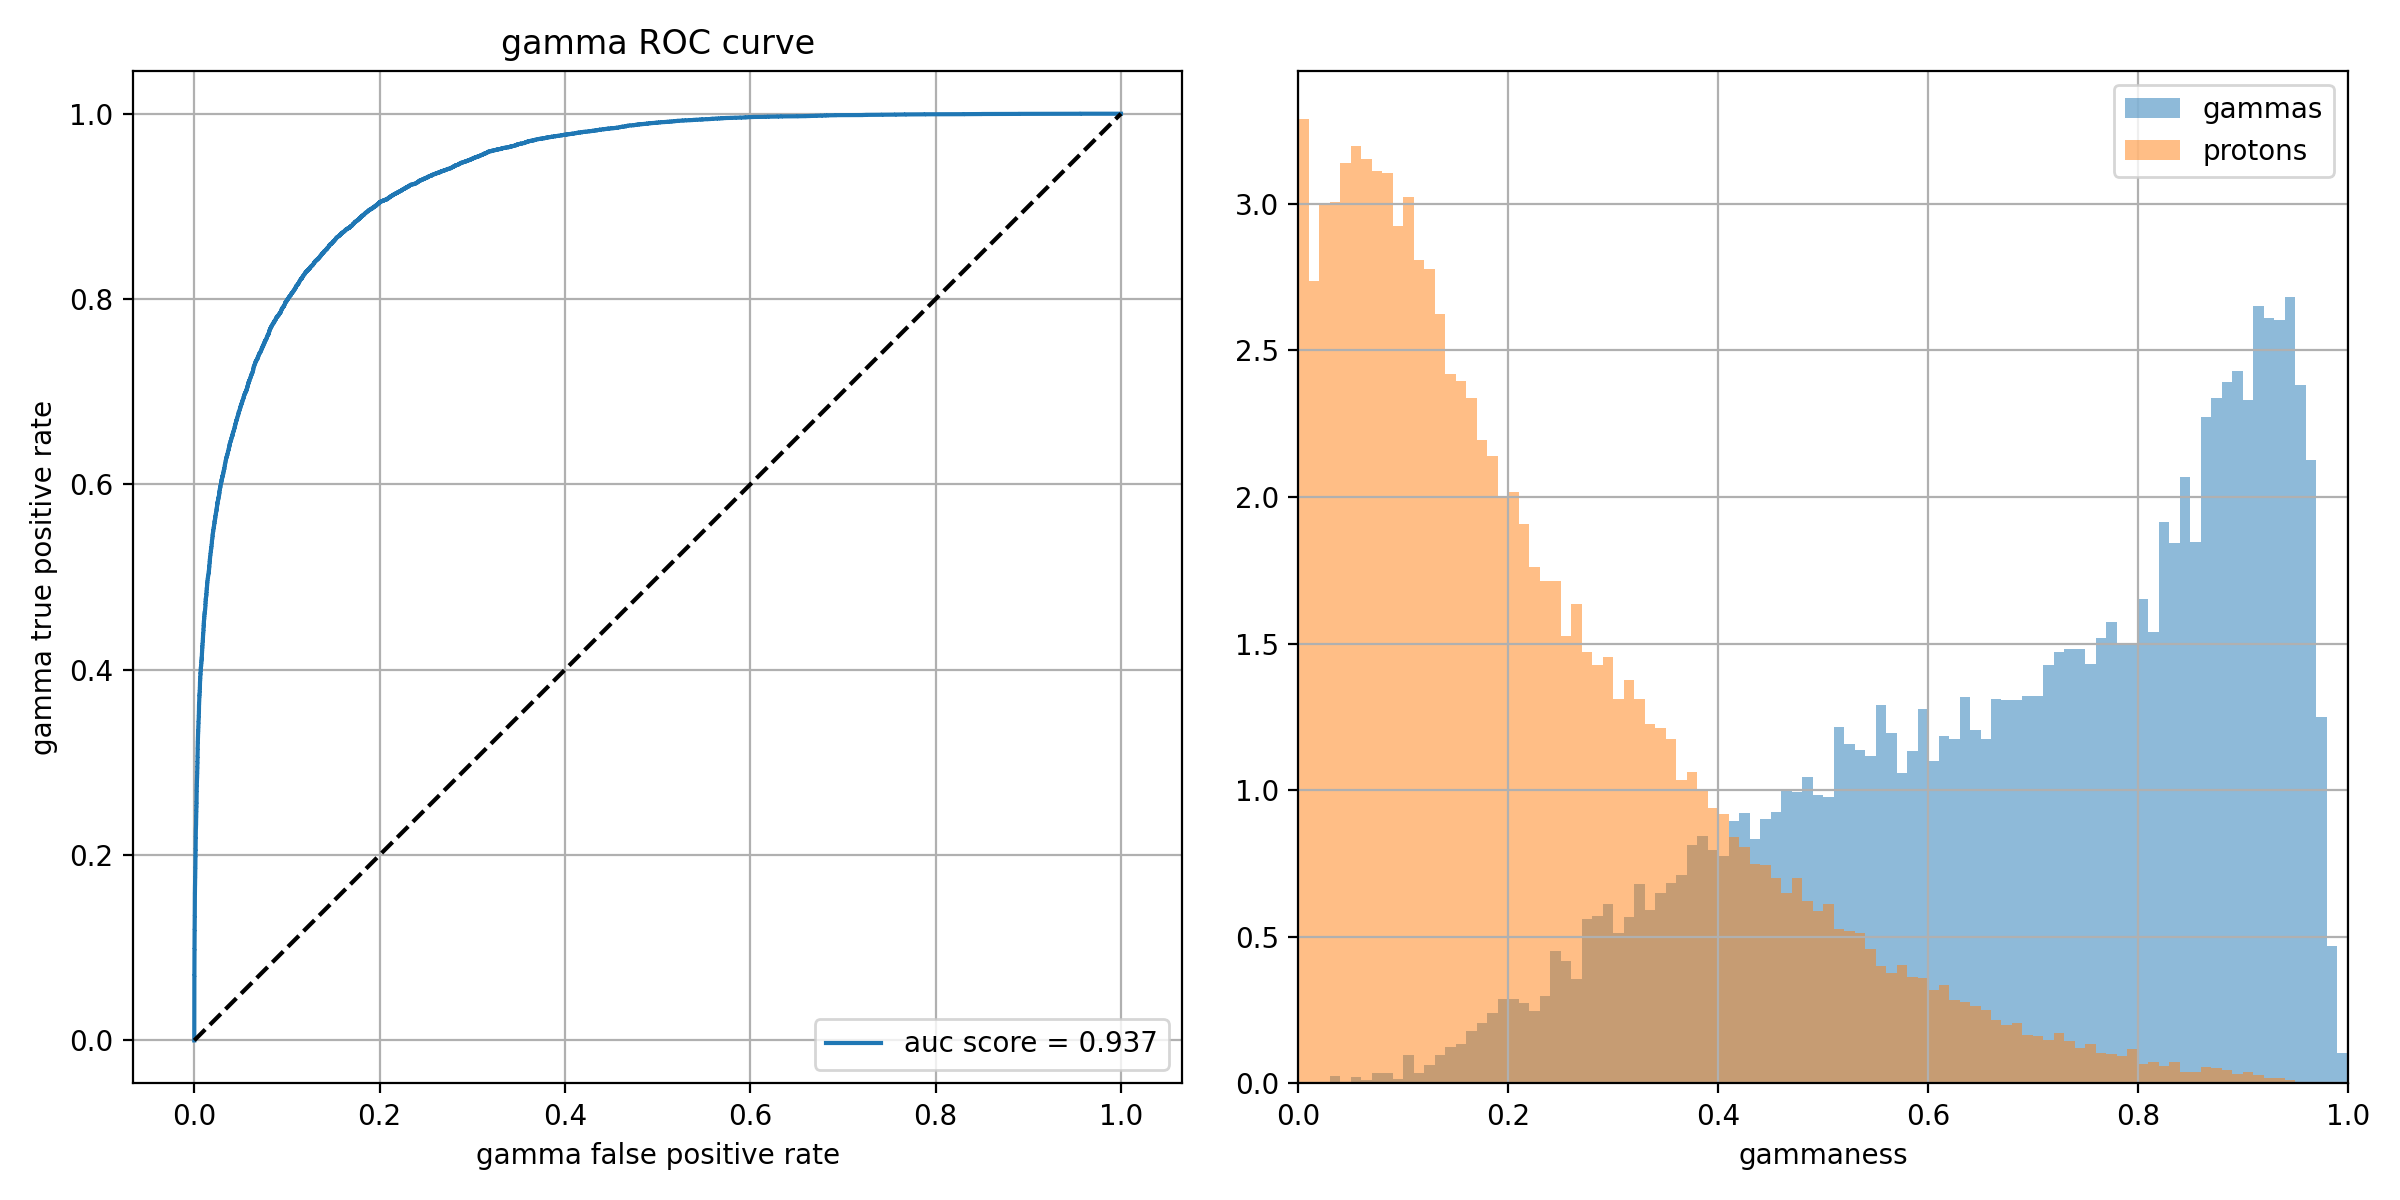 gamma ROC curve
1.0
0.8
0.6
0.4
0.2
0.0
gamma true positive rate
0.0 0.2 0.4 0.6 0.8 1.0
gamma false positive rate
auc score = 0.937
gammas
protons
3.0
2.5
2.0
1.5
1.0
0.5
0.0
0.0 0.2 0.4 0.6 0.8 1.0
gammaness